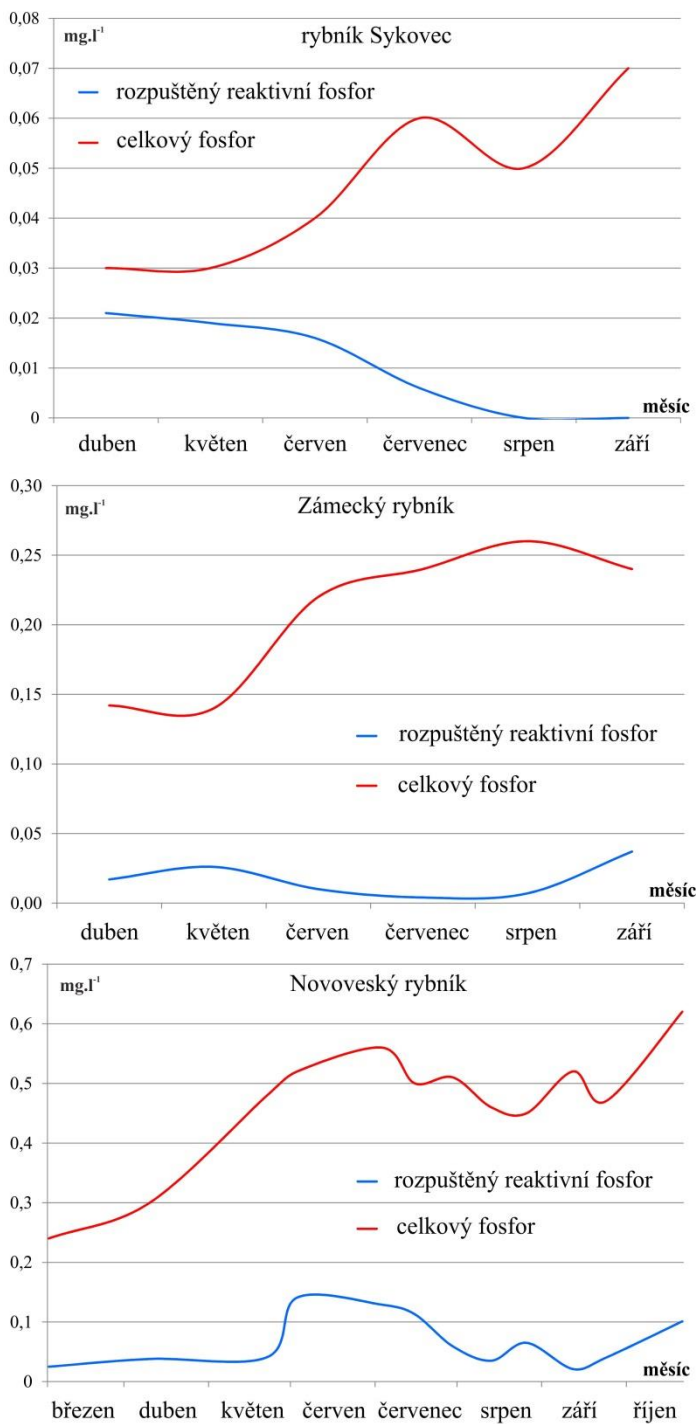 0,08
mg.l⁻¹
rybník Sykovec
0,07
rozpuštěný reaktivní fosfor
0,06
celkový fosfor
0,05
0,04
0,03
0,02
0,01
měsíc
0
duben květen červen červenec srpen září
0,30
mg.l⁻¹
Zámecký rybník
0,25
0,20
0,15
rozpuštěný reaktivní fosfor
0,10
celkový fosfor
0,05
měsíc
0,00
duben květen červen červenec srpen září
0,7
mg.l⁻¹
Novoveský rybník
0,6
0,5
0,4
rozpuštěný reaktivní fosfor
0,3
celkový fosfor
0,2
0,1
měsíc
0
březen duben květen červen červenec srpen září říjen